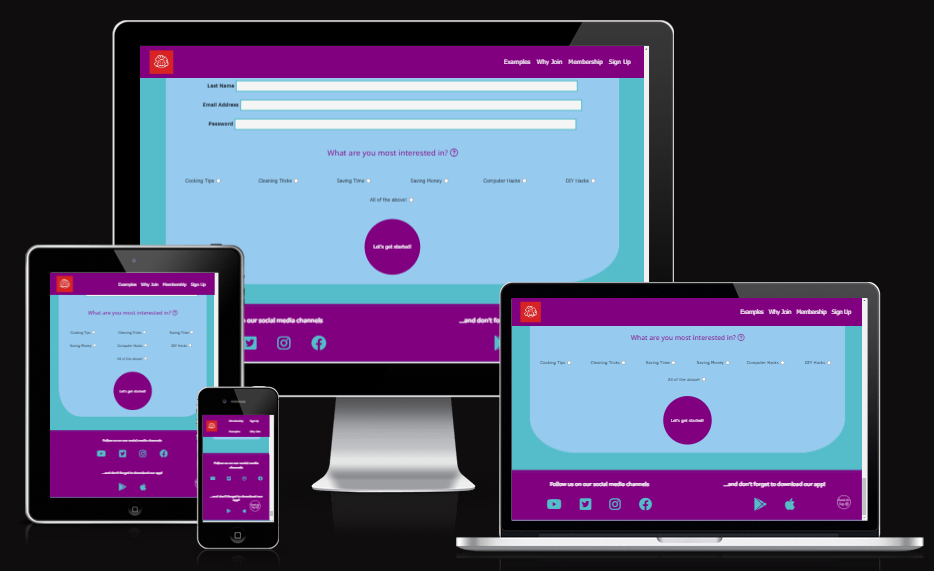 Examples Why Join Membership Sign Up
Last Name
Email Address
Password
What are you most interested in?
Cooking Tips Cleaning Tricks Saving Time Saving Money Computer Hacks DIY Hacks
All of the above!
Let's get started!
on our social media channels ...and don't fo
Examples Why Join Membership Sign Up
What are you most interested in?
Cooking Tips Cleaning Tricks Saving Time
Saving Money Computer Hacks DIY Hacks
All of the above!
Let's get started!
Follow us on our social media channels
...and don't forget to download our app!
Membership Sign Up
Examples Why Join
Follow us on our social media
channels
...and don't forget to download our
app!
Examples Why Join Membership Sign Up
What are you most interested in?
Cooking Tips Cleaning Tricks Saving Time Saving Money Computer Hacks DIY Hacks
All of the above!
Let's get started!
Follow us on our social media channels ...and don't forget to download our app!